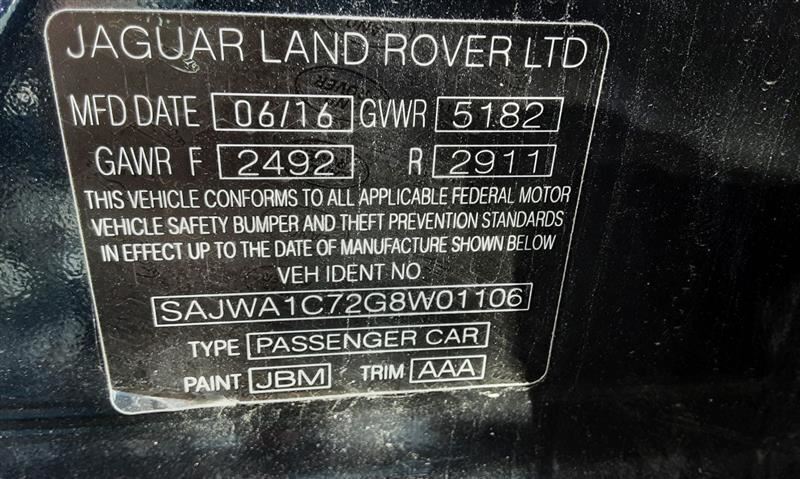 JAGUAR LAND ROVER LTD
MFD DATE 06/16 GVWR 5182
GAWR F 2492 R 2911
THIS VEHICLE CONFORMS TO ALL APPLICABLE FEDERAL MOTOR
VEHICLE SAFETY BUMPER AND THEFT PREVENTION STANDARDS
IN EFFECT UP TO THE DATE OF MANUFACTURE SHOWN BELOW
VEH IDENT NO.
SAJWA1C72G8W01106
TYPE PASSENGER CAR
PAINT JBM TRIM AAA